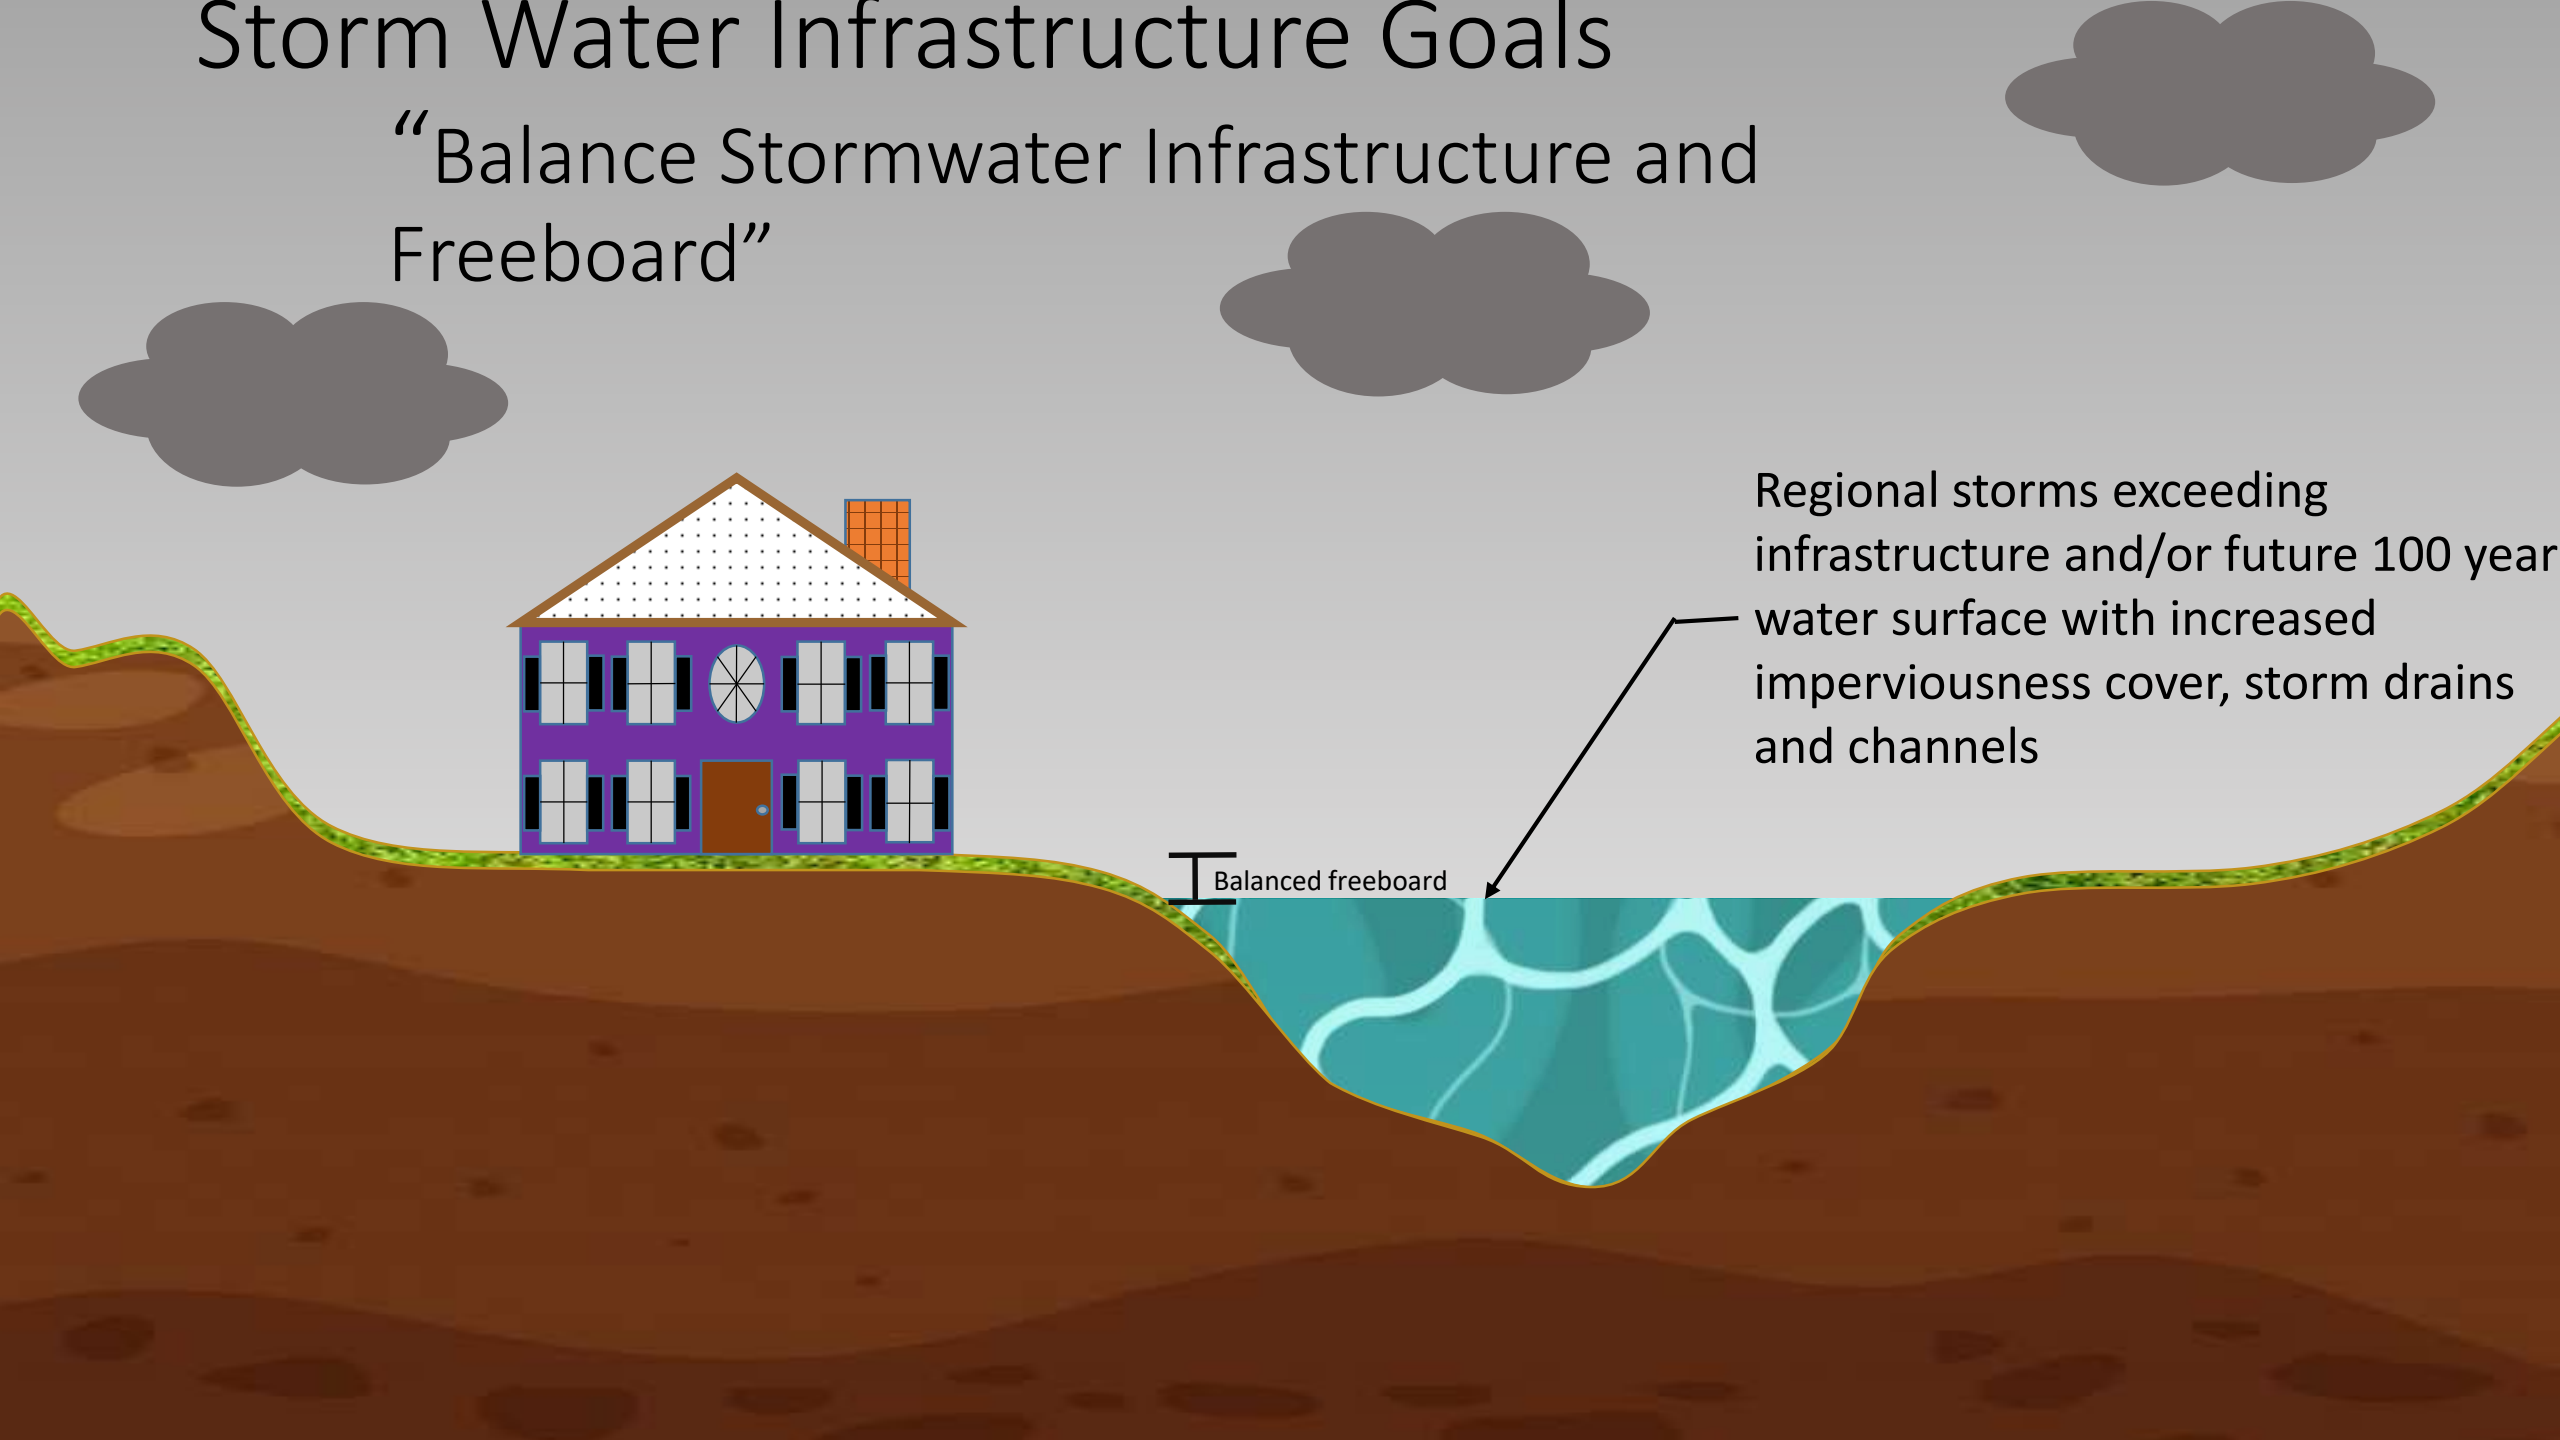 Storm Water Infrastructure Goals
“Balance Stormwater Infrastructure and
Freeboard”
Regional storms exceeding
infrastructure and/or future 100 year
water surface with increased
imperviousness cover, storm drains
and channels
Balanced freeboard